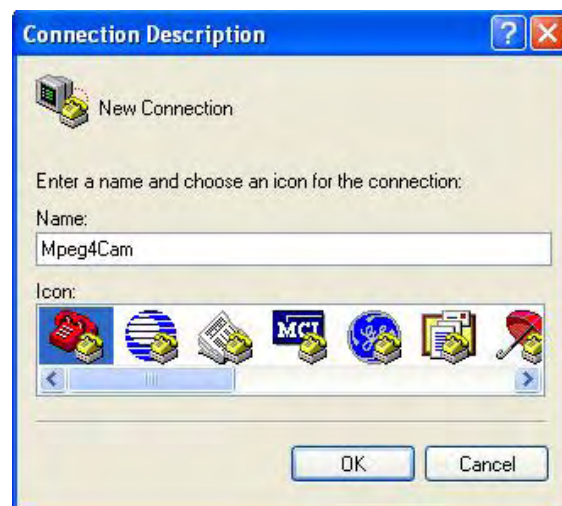 Connection Description
New Connection
Enter a name and choose an icon for the connection:
Name:
Mpeg4Cam
Icon:
MCI
OK Cancel